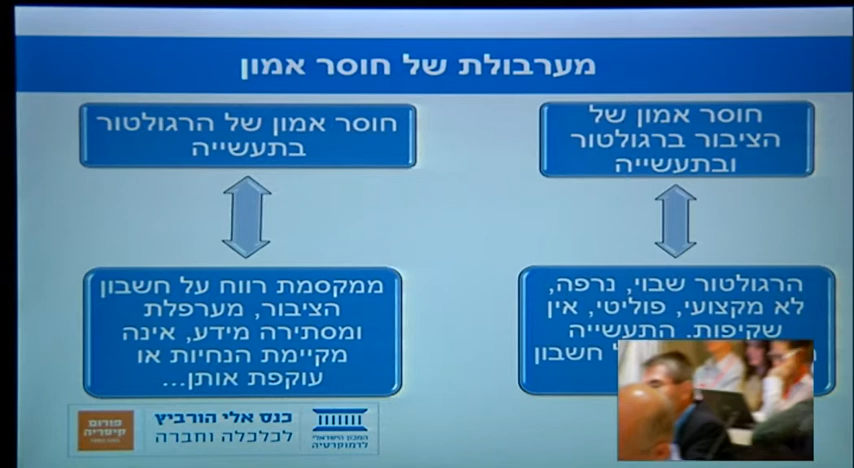 מערבולת של חוסר אמון
חוסר אמון של
הציבור ברגולטור
ובתעשייה
חוסר אמון של הרגולטור
בתעשייה
הרגולטור שבוי, נרפה,
לא מקצועי, פוליטי, אין
שקיפות. התעשייה
חשבון
ממקסמת רווח על חשבון
הציבור, מערפלת
ומסתירה מידע, אינה
מקיימת הנחיות או
עוקפת אותן...
המכון הישראלי
לדמוקרטיה
כנס אלי הורביץ
לכלכלה וחברה
פורום
קיסריה